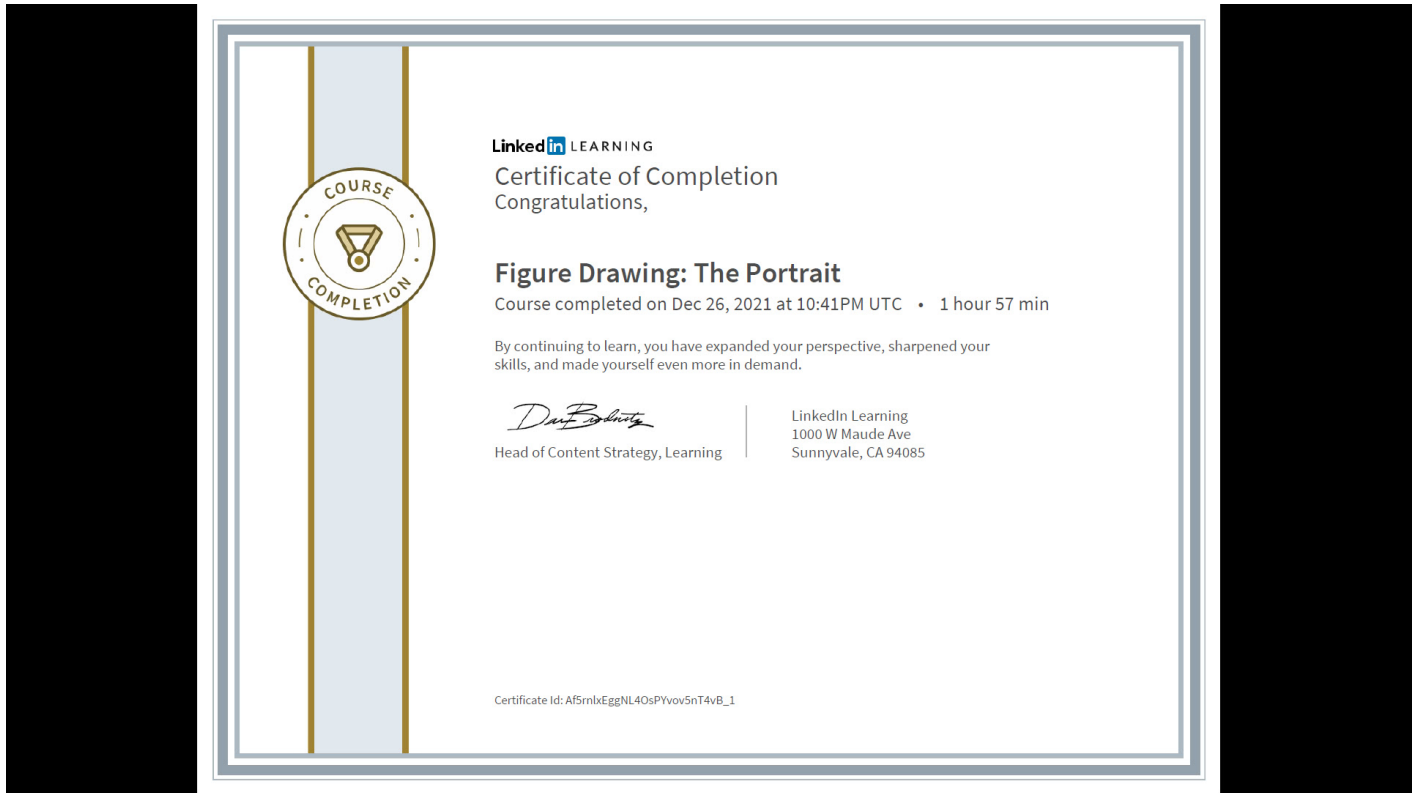 COURSE
COMPLETION
Linked in LEARNING
Certificate of Completion
Congratulations,
Figure Drawing: The Portrait
Course completed on Dec 26, 2021 at 10:41PM UTC • 1 hour 57 min
By continuing to learn, you have expanded your perspective, sharpened your
skills, and made yourself even more in demand.
Head of Content Strategy, Learning
LinkedIn Learning
1000 W Maude Ave
Sunnyvale, CA 94085
Certificate Id: Af5rnlxEggNL4OsPYvov5nT4vB_1